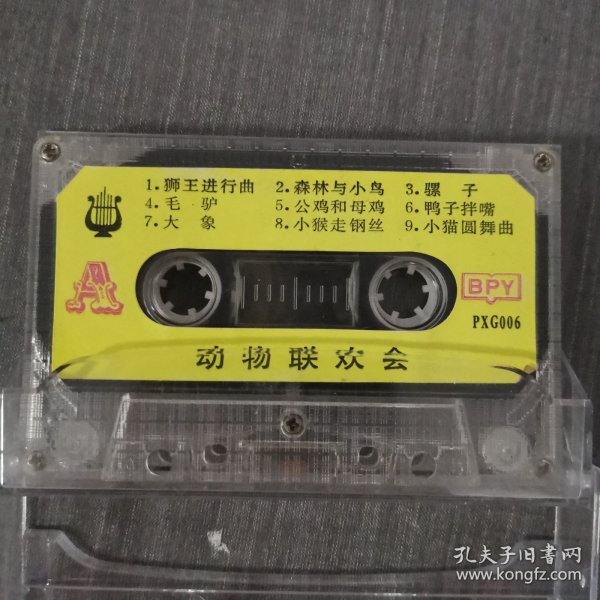 1.狮王进行曲 2.森林与小鸟 3.骡 子
4.毛 驴 5.公鸡和母鸡 6.鸭子拌嘴
7.大 象 8.小猴走钢丝 9.小猫圆舞曲
A
BPY
PXG006
动物联欢会
孔夫子旧书网
www.kongfz.com